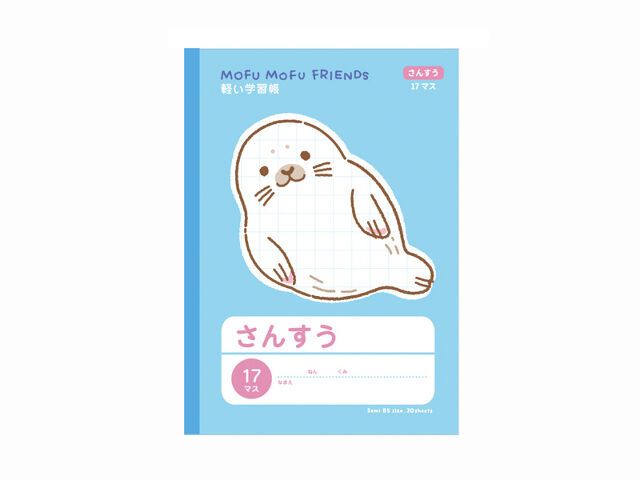 MOFU MOFU FRIENDS
軽い学習帳
さんすう
17マス
さんすう
17
マス
ねん くみ
なまえ
Semi B5 size, 30sheets